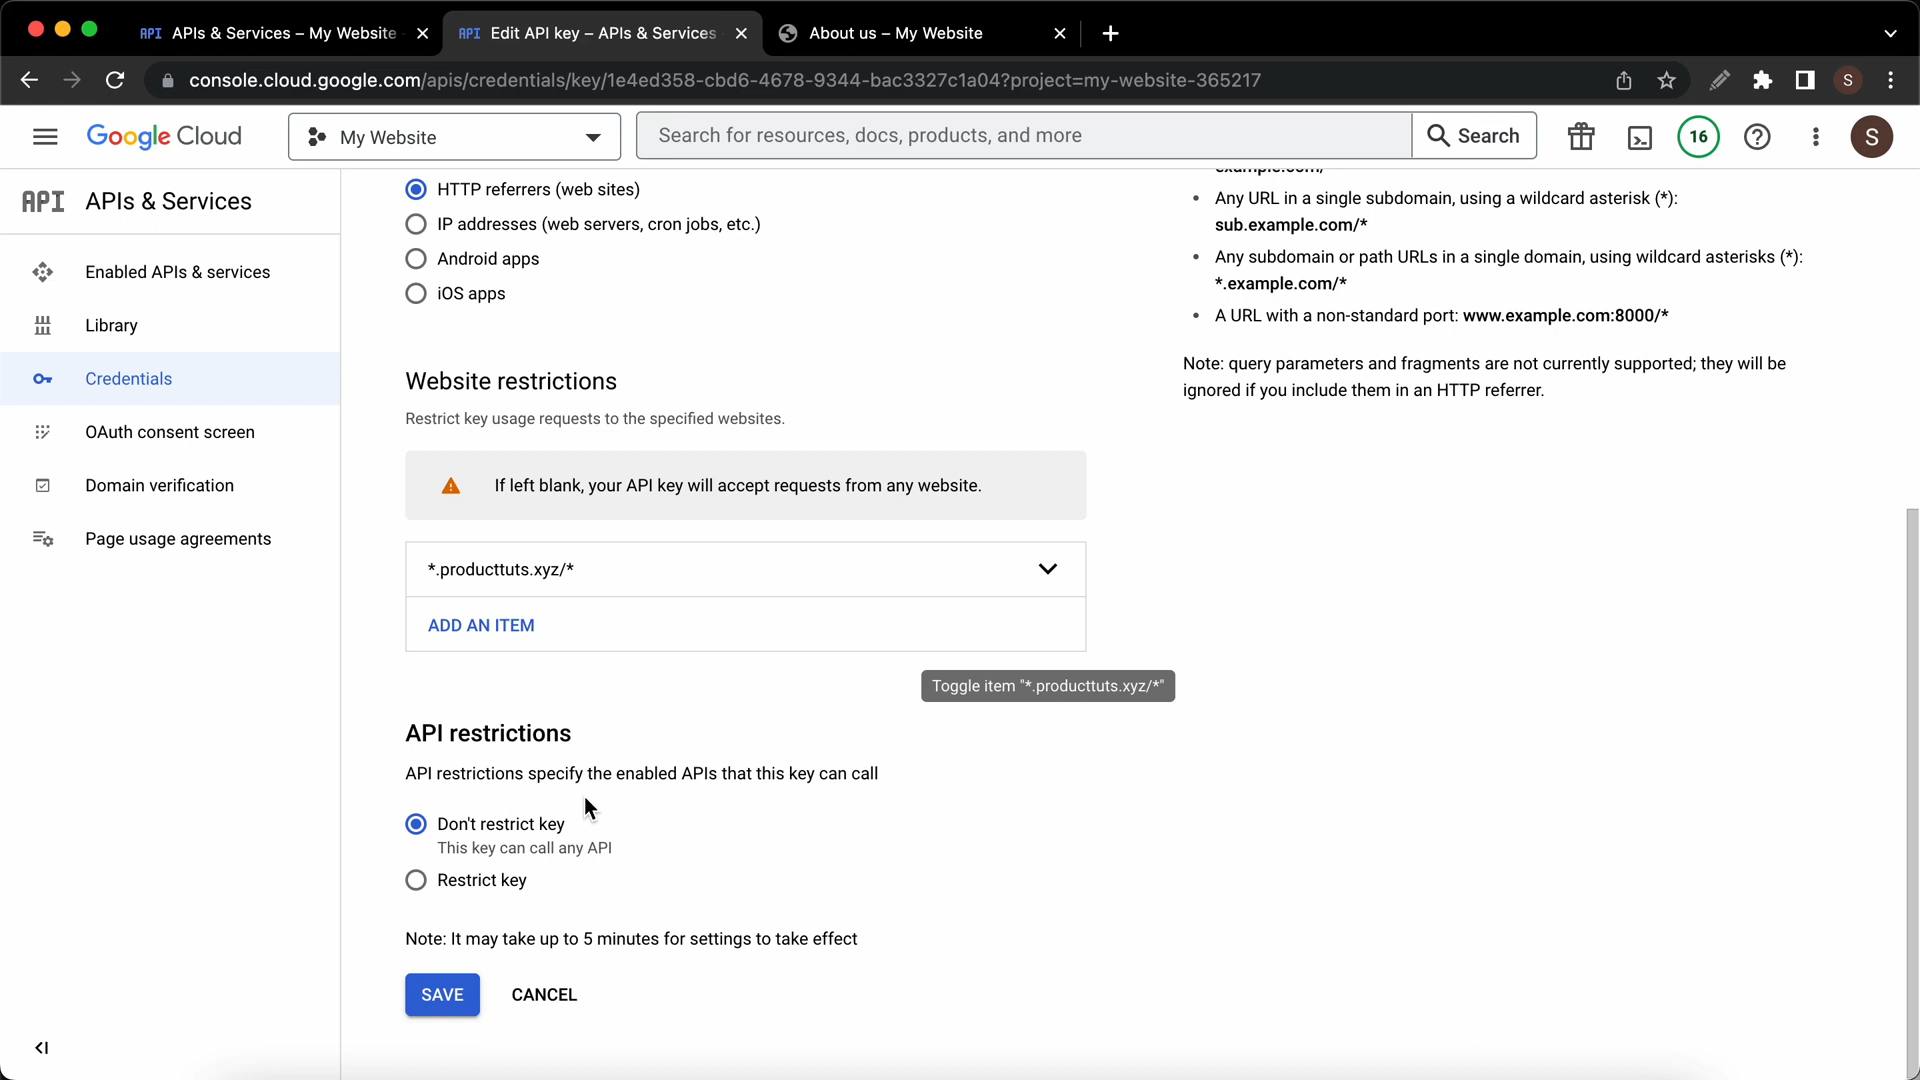 API APIs & Services – My Website
API Edit API key – APIs & Services
About us – My Website
console.cloud.google.com/apis/credentials/key/1e4ed358-cbd6-4678-9344-bac3327c1a04?project=my-website-365217
S
Google Cloud
My Website
Search for resources, docs, products, and more
Search
16
S
API APIs & Services
Enabled APIs & services
Library
Credentials
OAuth consent screen
Domain verification
Page usage agreements
HTTP referrers (web sites)
IP addresses (web servers, cron jobs, etc.)
Android apps
iOS apps
Website restrictions
Restrict key usage requests to the specified websites.
If left blank, your API key will accept requests from any website.
*.producttuts.xyz/*
ADD AN ITEM
Toggle item "*.producttuts.xyz/*"
API restrictions
API restrictions specify the enabled APIs that this key can call
Don't restrict key
This key can call any API
Restrict key
Note: It may take up to 5 minutes for settings to take effect
SAVE
CANCEL
• Any URL in a single subdomain, using a wildcard asterisk (*):
sub.example.com/*
• Any subdomain or path URLs in a single domain, using wildcard asterisks (*):
*.example.com/*
• A URL with a non-standard port: www.example.com:8000/*
Note: query parameters and fragments are not currently supported; they will be
ignored if you include them in an HTTP referrer.